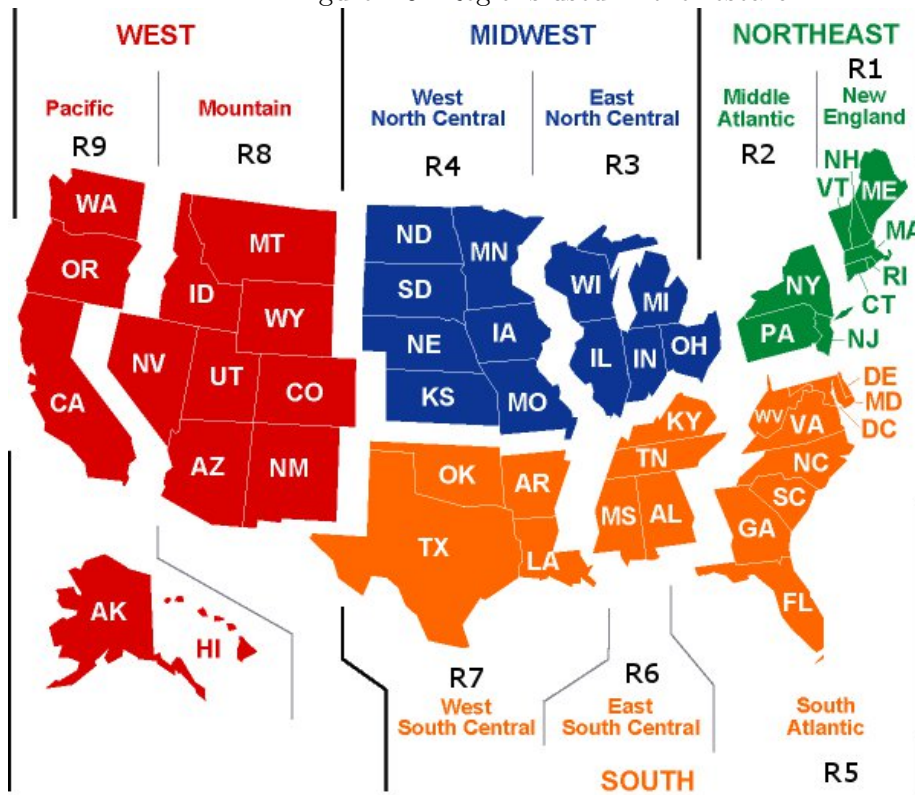 WEST
MIDWEST
NORTHEAST
R1
Pacific
Mountain
West
North Central
East
North Central
Middle
Atlantic
New
England
R9
R8
R4
R3
R2
NH
VT
ME
MA
RI
CT
NY
PA
NJ
WA
OR
MT
ID
WY
NV
UT
CO
CA
AZ
NM
ND
MN
SD
WI
MI
NE
IA
IL
IN
OH
KS
MO
DE
MD
DC
WV
VA
KY
TN
NC
OK
AR
SC
MS
AL
GA
TX
LA
FL
AK
HI
R7
West
South Central
R6
East
South Central
South
Atlantic
R5
SOUTH